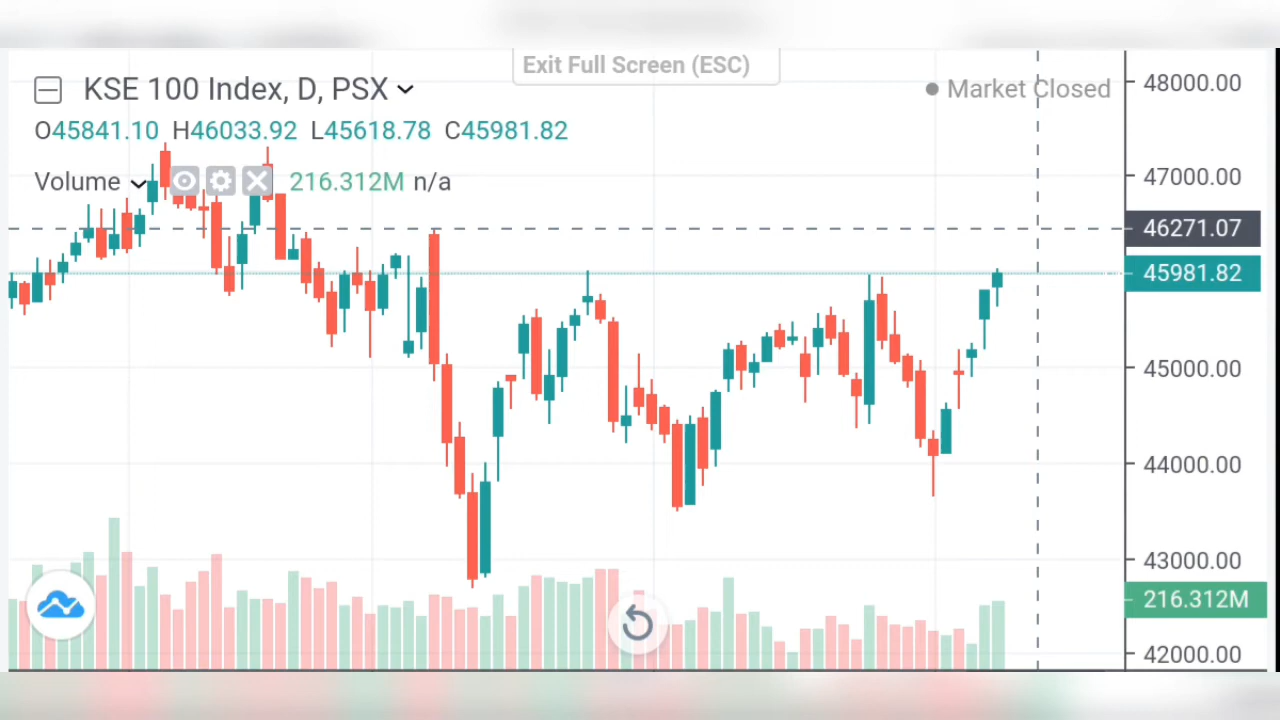 Exit Full Screen (ESC)
KSE 100 Index, D, PSX
Market Closed
O45841.10 H46033.92 L45618.78 C45981.82
Volume 216.312M n/a
48000.00
47000.00
46271.07
45981.82
45000.00
44000.00
43000.00
216.312M
42000.00